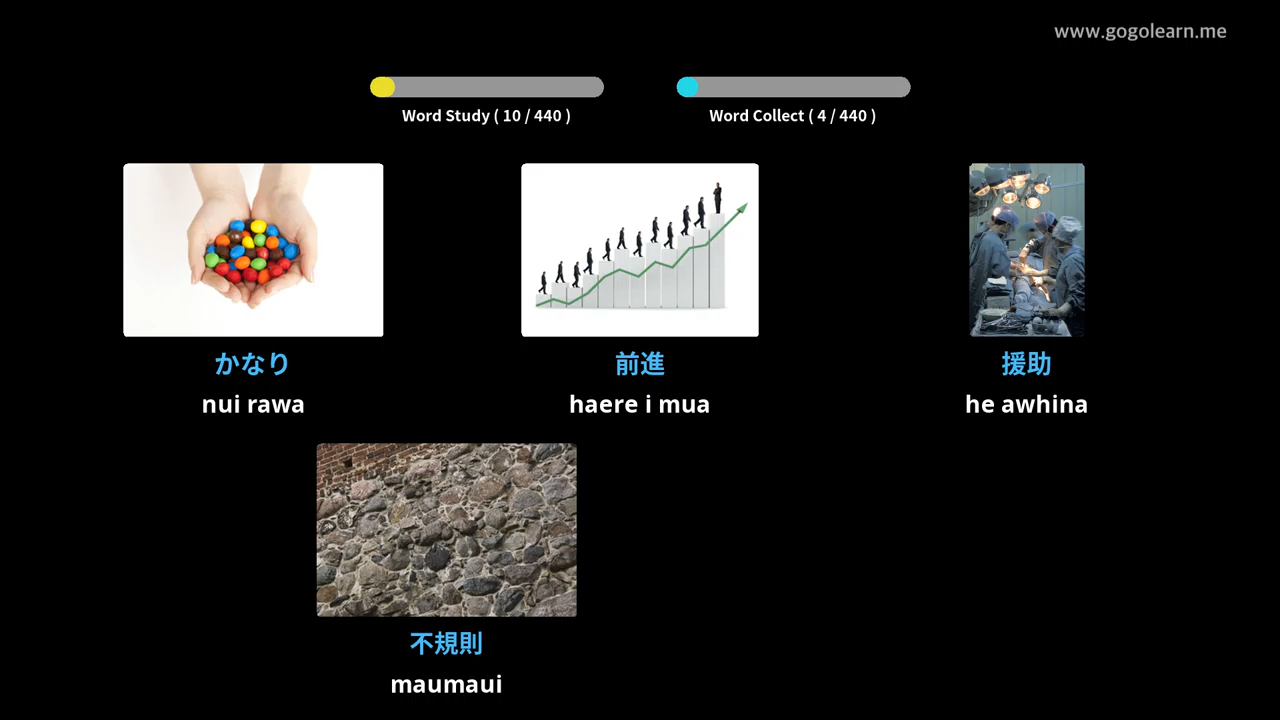 www.gogolearn.me
Word Study ( 10 / 440 )
Word Collect ( 4 / 440 )
かなり
nui rawa
前進
haere i mua
援助
he awhina
不規則
maumaui